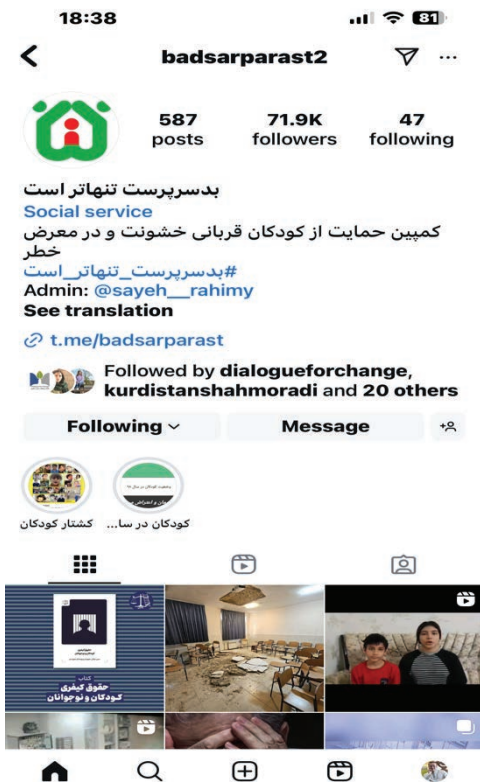 18:38
81
badsarparast2
587
71.9K
47
posts
followers
following
بدسرپرست تنهاتر است
Social service
کمپین حمایت از کودکان قربانی خشونت و در معرض
خطر
#بدسرپرست_تنهاتر_است
Admin: @sayeh__rahimy
See translation
t.me/badsarparast
Followed by dialogueforchange,
kurdistanshahmoradi and 20 others
Following
Message
کشتار کودکان
کودکان در سا...
کتاب
حقوق کیفری
کودکان و نوجوانان